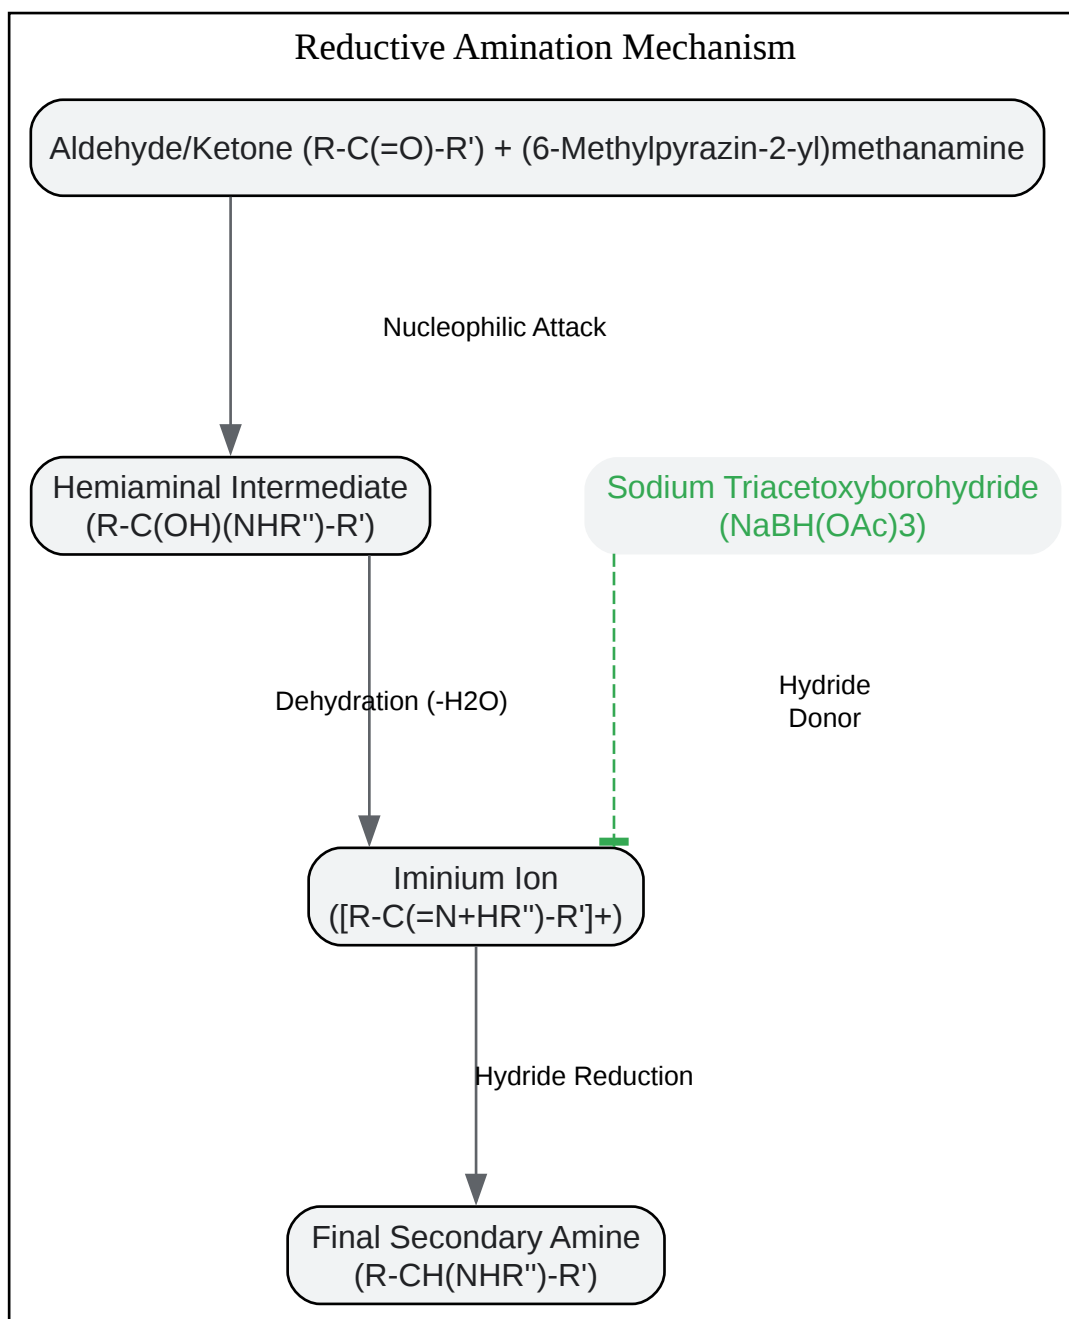 Reductive Amination Mechanism
Aldehyde/Ketone (R-C(=O)-R') + (6-Methylpyrazin-2-yl)methanamine
Nucleophilic Attack
Hemiaminal Intermediate
(R-C(OH)(NHR'')-R')
Sodium Triacetoxyborohydride
(NaBH(OAc)3)
Dehydration (-H2O)
Hydride
Donor
Iminium Ion
([R-C(=N+HR'')-R']+)
Hydride Reduction
Final Secondary Amine
(R-CH(NHR'')-R')